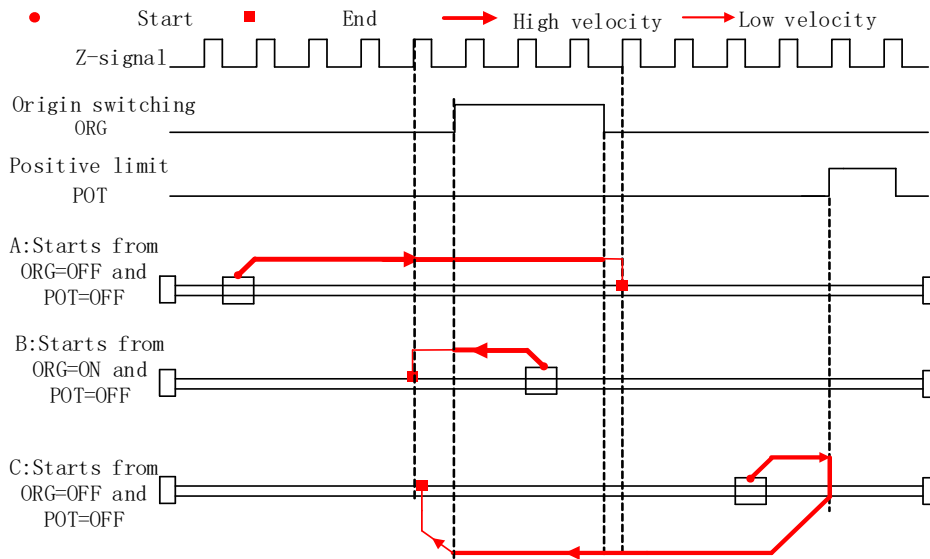 Start End High velocity Low velocity
Z-signal
Origin switching
ORG
Positive limit
POT
A:Starts from
ORG=OFF and
POT=OFF
B:Starts from
ORG=ON and
POT=OFF
C:Starts from
ORG=OFF and
POT=OFF